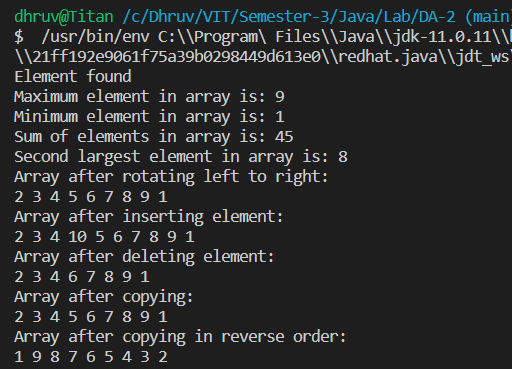 dhruv@Titan /c/Dhruv/VIT/Semester-3/Java/Lab/DA-2 (main
$  /usr/bin/env C:\\Program\ Files\\Java\\jdk-11.0.11\\
\\21ff192e9061f75a39b0298449d613e0\\redhat.java\\jdt_ws
Element found
Maximum element in array is: 9
Minimum element in array is: 1
Sum of elements in array is: 45
Second largest element in array is: 8
Array after rotating left to right:
2 3 4 5 6 7 8 9 1
Array after inserting element:
2 3 4 10 5 6 7 8 9 1
Array after deleting element:
2 3 4 6 7 8 9 1
Array after copying:
2 3 4 5 6 7 8 9 1
Array after copying in reverse order:
1 9 8 7 6 5 4 3 2